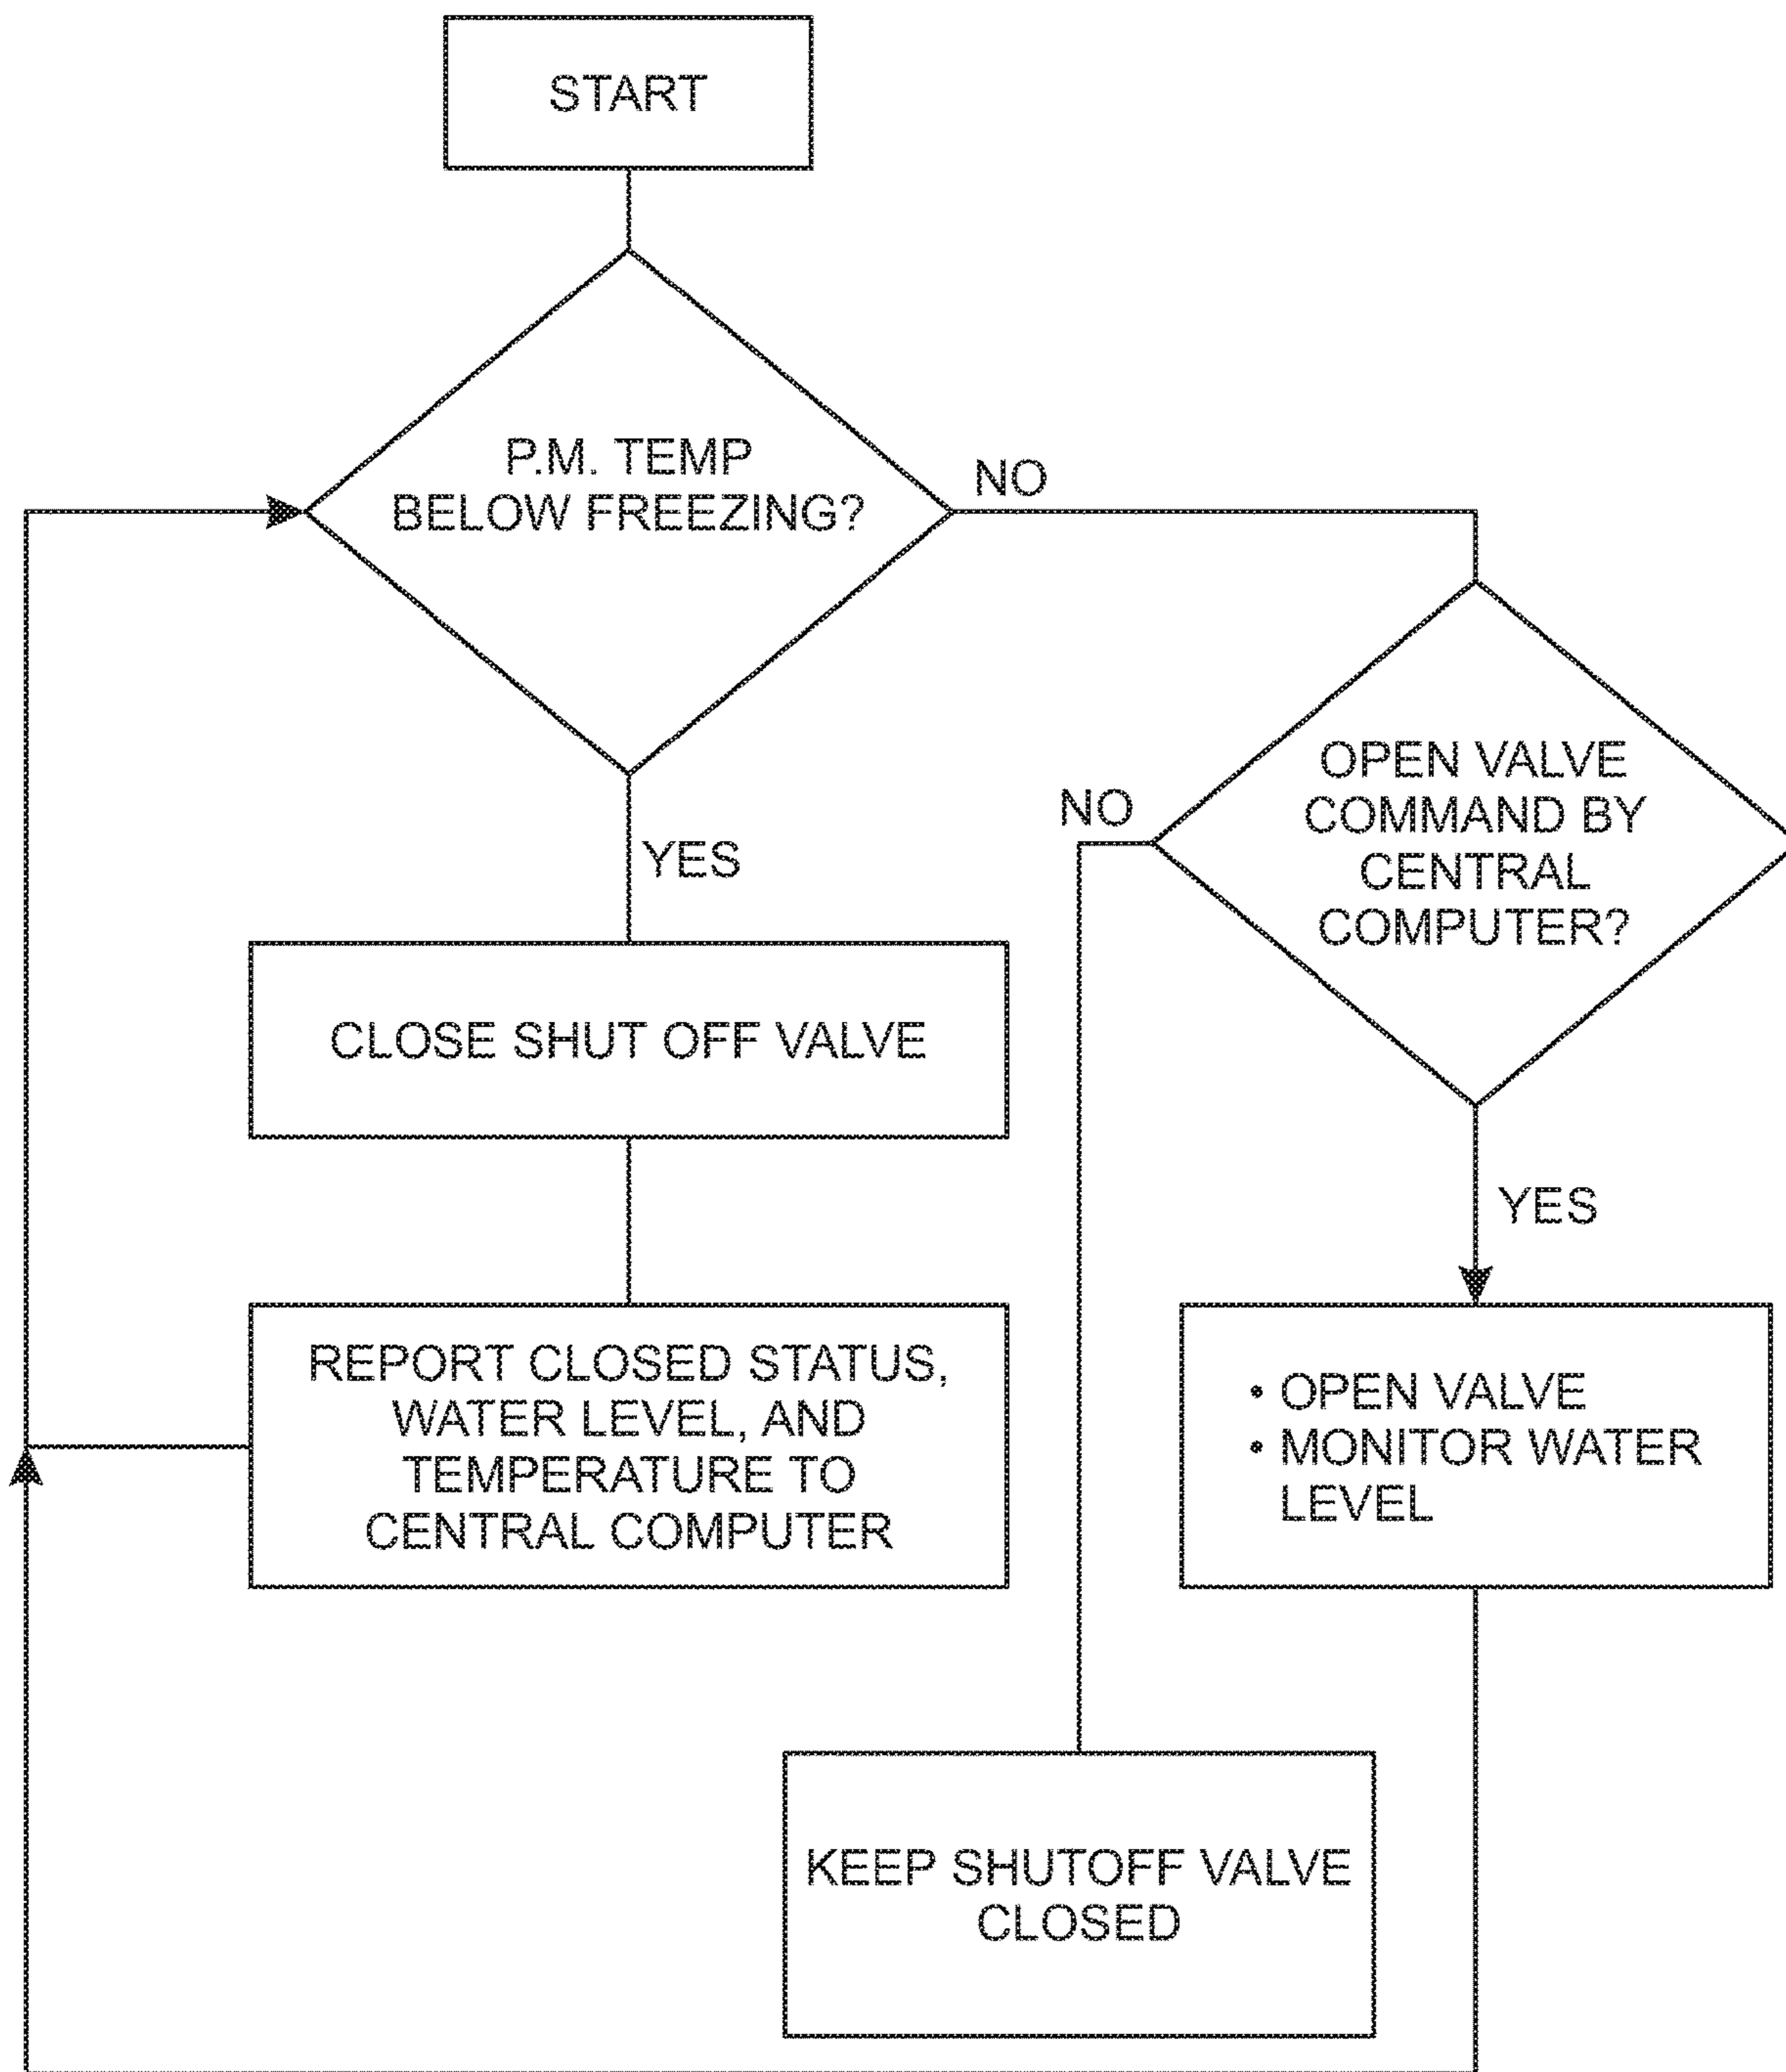 START
P.M. TEMP
BELOW FREEZING?
NO
YES
CLOSE SHUT OFF VALVE
REPORT CLOSED STATUS,
WATER LEVEL, AND
TEMPERATURE TO
CENTRAL COMPUTER
OPEN VALVE
COMMAND BY
CENTRAL
COMPUTER?
NO
YES
• OPEN VALVE
• MONITOR WATER
LEVEL
KEEP SHUTOFF VALVE
CLOSED